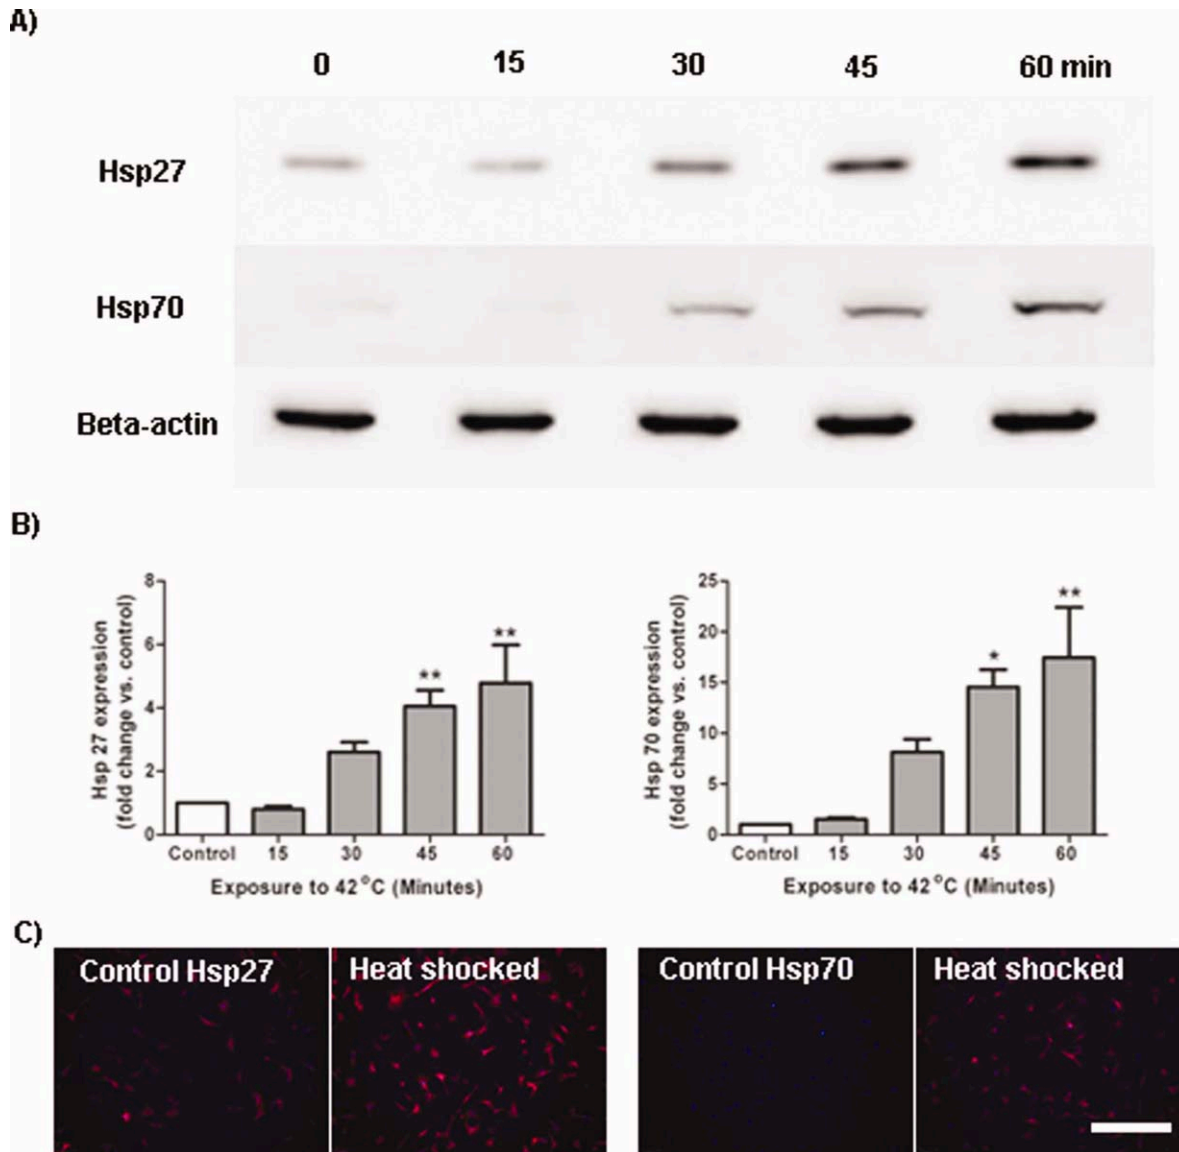 A)
0 15 30 45 60 min
Hsp27
Hsp70
Beta-actin
B)
Hsp 27 expression
(fold change vs. control)
8
6
4
2
0
** **
Control 15 30 45 60
Exposure to 42°C (Minutes)
Hsp 70 expression
(fold change vs. control)
25
20
15
10
5
0
* **
Control 15 30 45 60
Exposure to 42°C (Minutes)
C)
Control Hsp27 Heat shocked Control Hsp70 Heat shocked